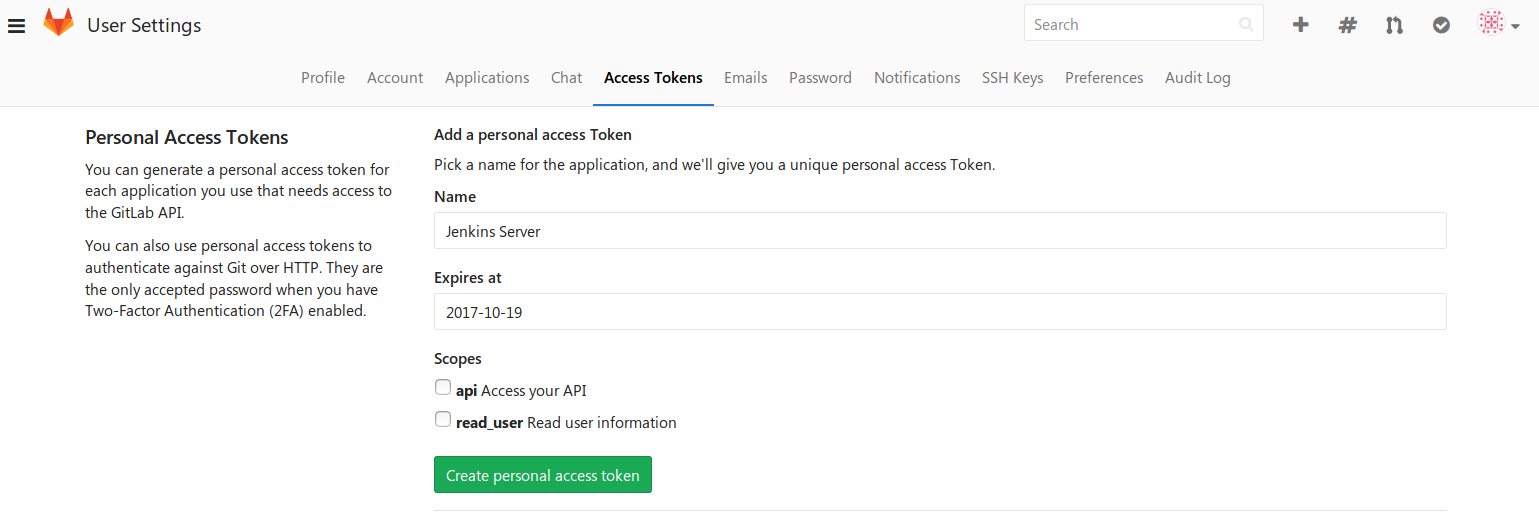 User Settings
Search
Profile Account Applications Chat Access Tokens Emails Password Notifications SSH Keys Preferences Audit Log
Personal Access Tokens
You can generate a personal access token for
each application you use that needs access to
the GitLab API.
You can also use personal access tokens to
authenticate against Git over HTTP. They are
the only accepted password when you have
Two-Factor Authentication (2FA) enabled.
Add a personal access Token
Pick a name for the application, and we'll give you a unique personal access Token.
Name
Jenkins Server
Expires at
2017-10-19
Scopes
api Access your API
read_user Read user information
Create personal access token